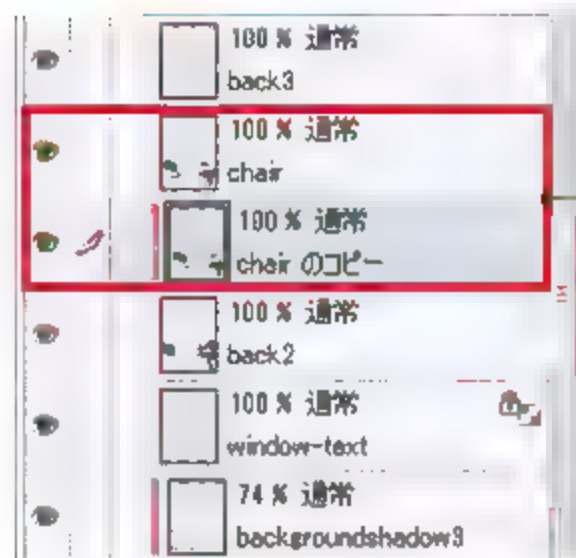 100 % 通常
back3
100 % 通常
chair
100 % 通常
chair のコピー
100 % 通常
back2
100 % 通常
window-text
74 % 通常
backgroundshadow3